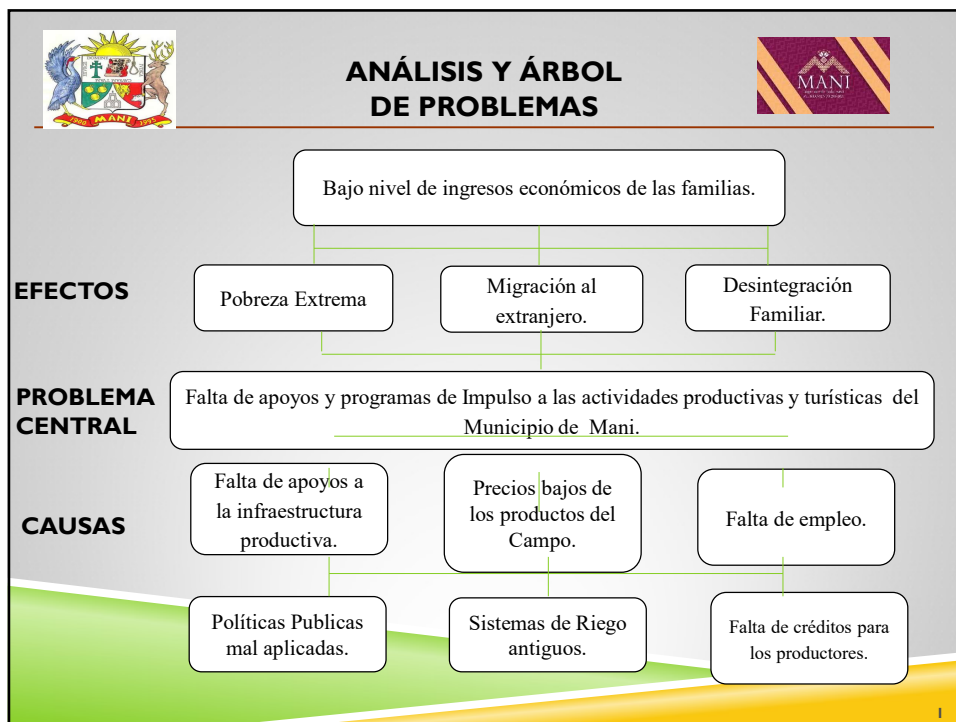 ANÁLISIS Y ÁRBOL
DE PROBLEMAS
1900 MANI 1995
MANI
Bajo nivel de ingresos económicos de las familias.
EFECTOS
Pobreza Extrema
Migración al
extranjero.
Desintegración
Familiar.
PROBLEMA
CENTRAL
Falta de apoyos y programas de Impulso a las actividades productivas y turísticas del
Municipio de Mani.
CAUSAS
Falta de apoyos a
la infraestructura
productiva.
Precios bajos de
los productos del
Campo.
Falta de empleo.
Políticas Publicas
mal aplicadas.
Sistemas de Riego
antiguos.
Falta de créditos para
los productores.
1